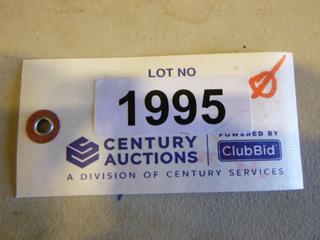 LOT NO
1995
CENTURY AUCTIONS
POWERED BY
ClubBid
A DIVISION OF CENTURY SERVICES